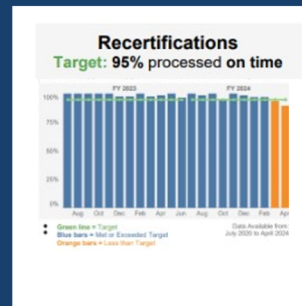 Recertifications
Target: 95% processed on time
FY 2023 FY 2024
100%
75%
50%
25%
0%
Aug Oct Dec Feb Apr Jun Aug Oct Dec Feb Apr
Green line = Target
Blue bars = Met or Exceeded Target
Orange bars = Less than Target
Data Available from:
July 2020 to April 2024